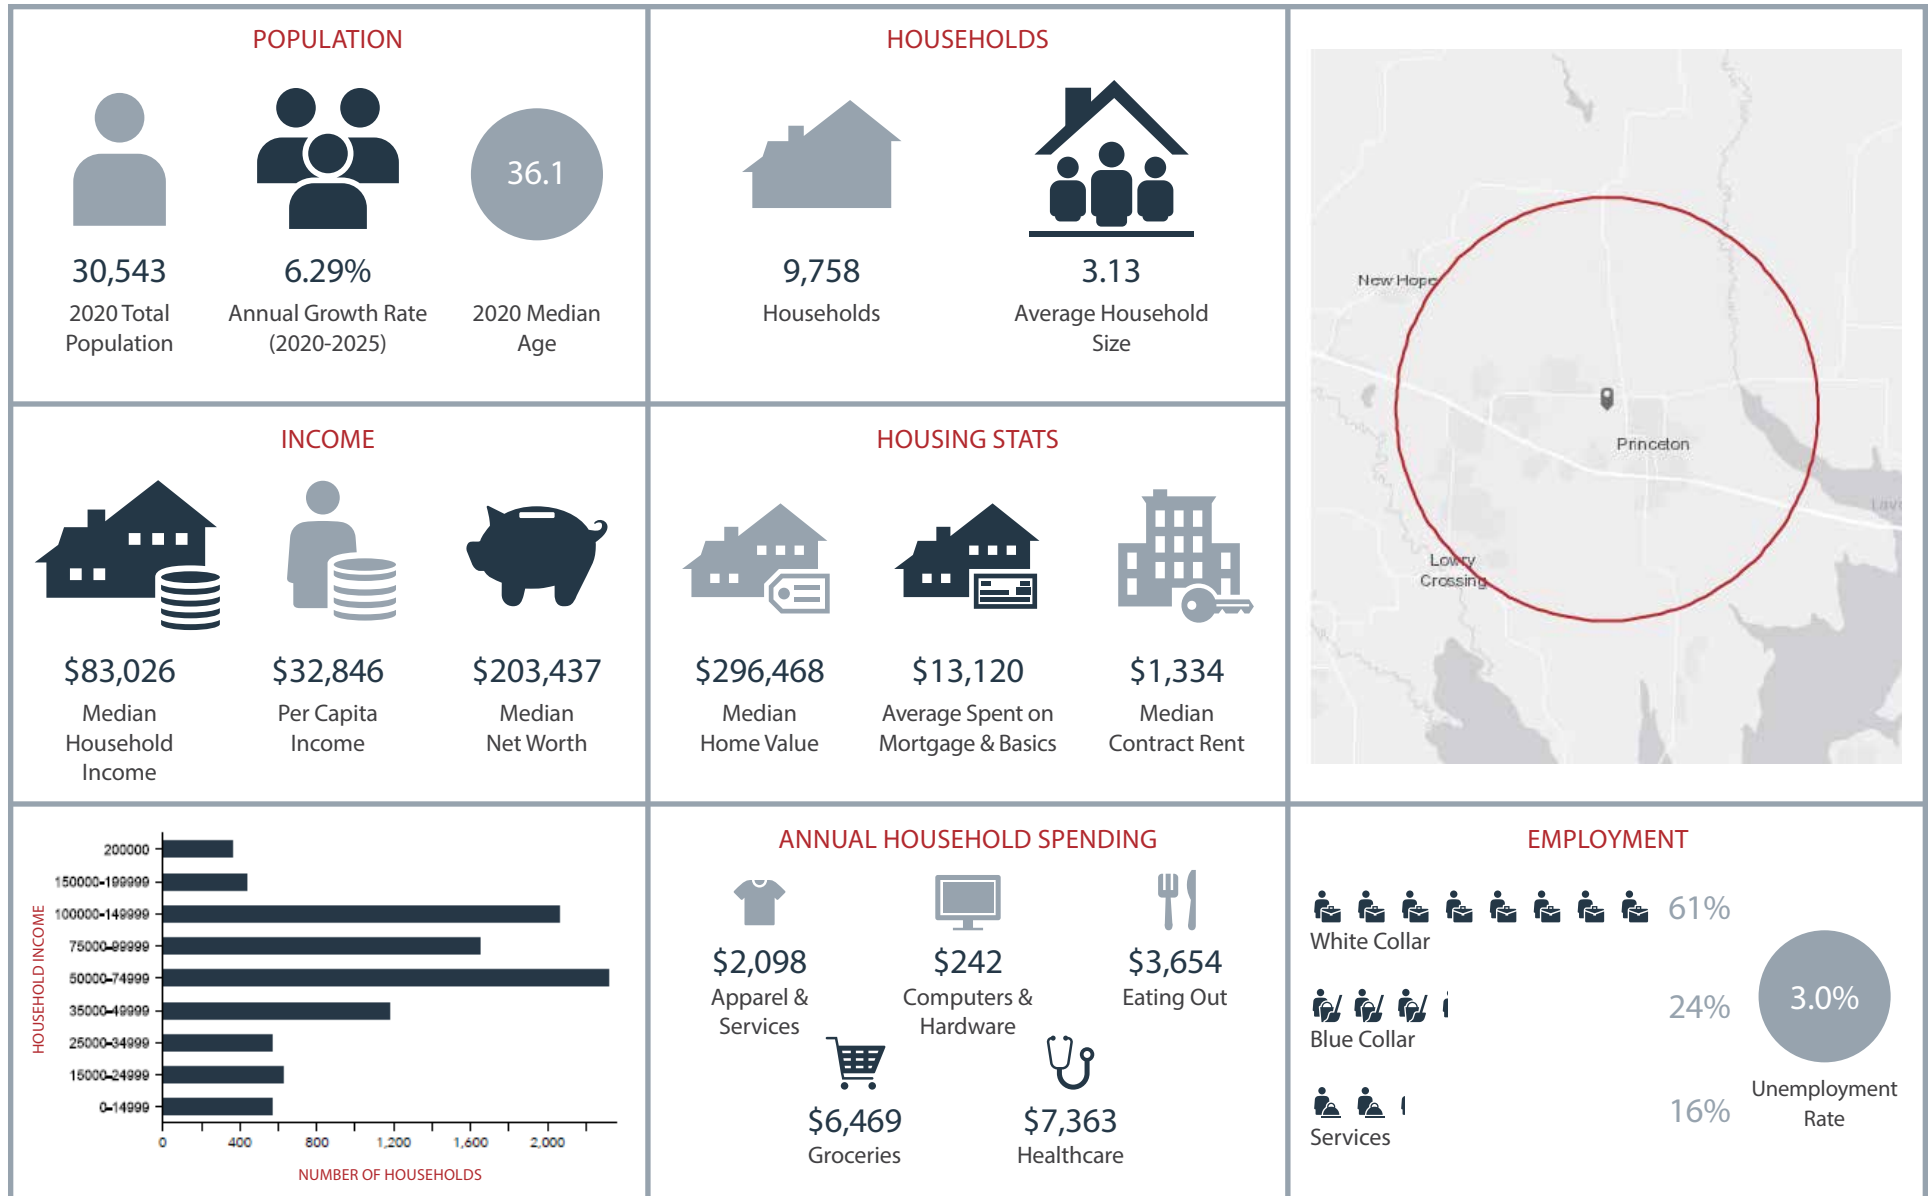 POPULATION
36.1
30,543
2020 Total
Population
6.29%
Annual Growth Rate
(2020-2025)
2020 Median
Age
HOUSEHOLDS
9,758
Households
3.13
Average Household
Size
New Hope
Princeton
Lowry
Crossing
INCOME
$83,026
Median
Household
Income
$32,846
Per Capita
Income
$203,437
Median
Net Worth
HOUSING STATS
$296,468
Median
Home Value
$13,120
Average Spent on
Mortgage & Basics
$1,334
Median
Contract Rent
HOUSEHOLD INCOME
200000
150000-199999
100000-149999
75000-99999
50000-74999
35000-49999
25000-34999
15000-24999
0-14999
0 400 800 1,200 1,600 2,000
NUMBER OF HOUSEHOLDS
ANNUAL HOUSEHOLD SPENDING
$2,098
Apparel &
Services
$242
Computers &
Hardware
$3,654
Eating Out
$6,469
Groceries
$7,363
Healthcare
EMPLOYMENT
61%
White Collar
24%
Blue Collar
16%
Services
3.0%
Unemployment
Rate